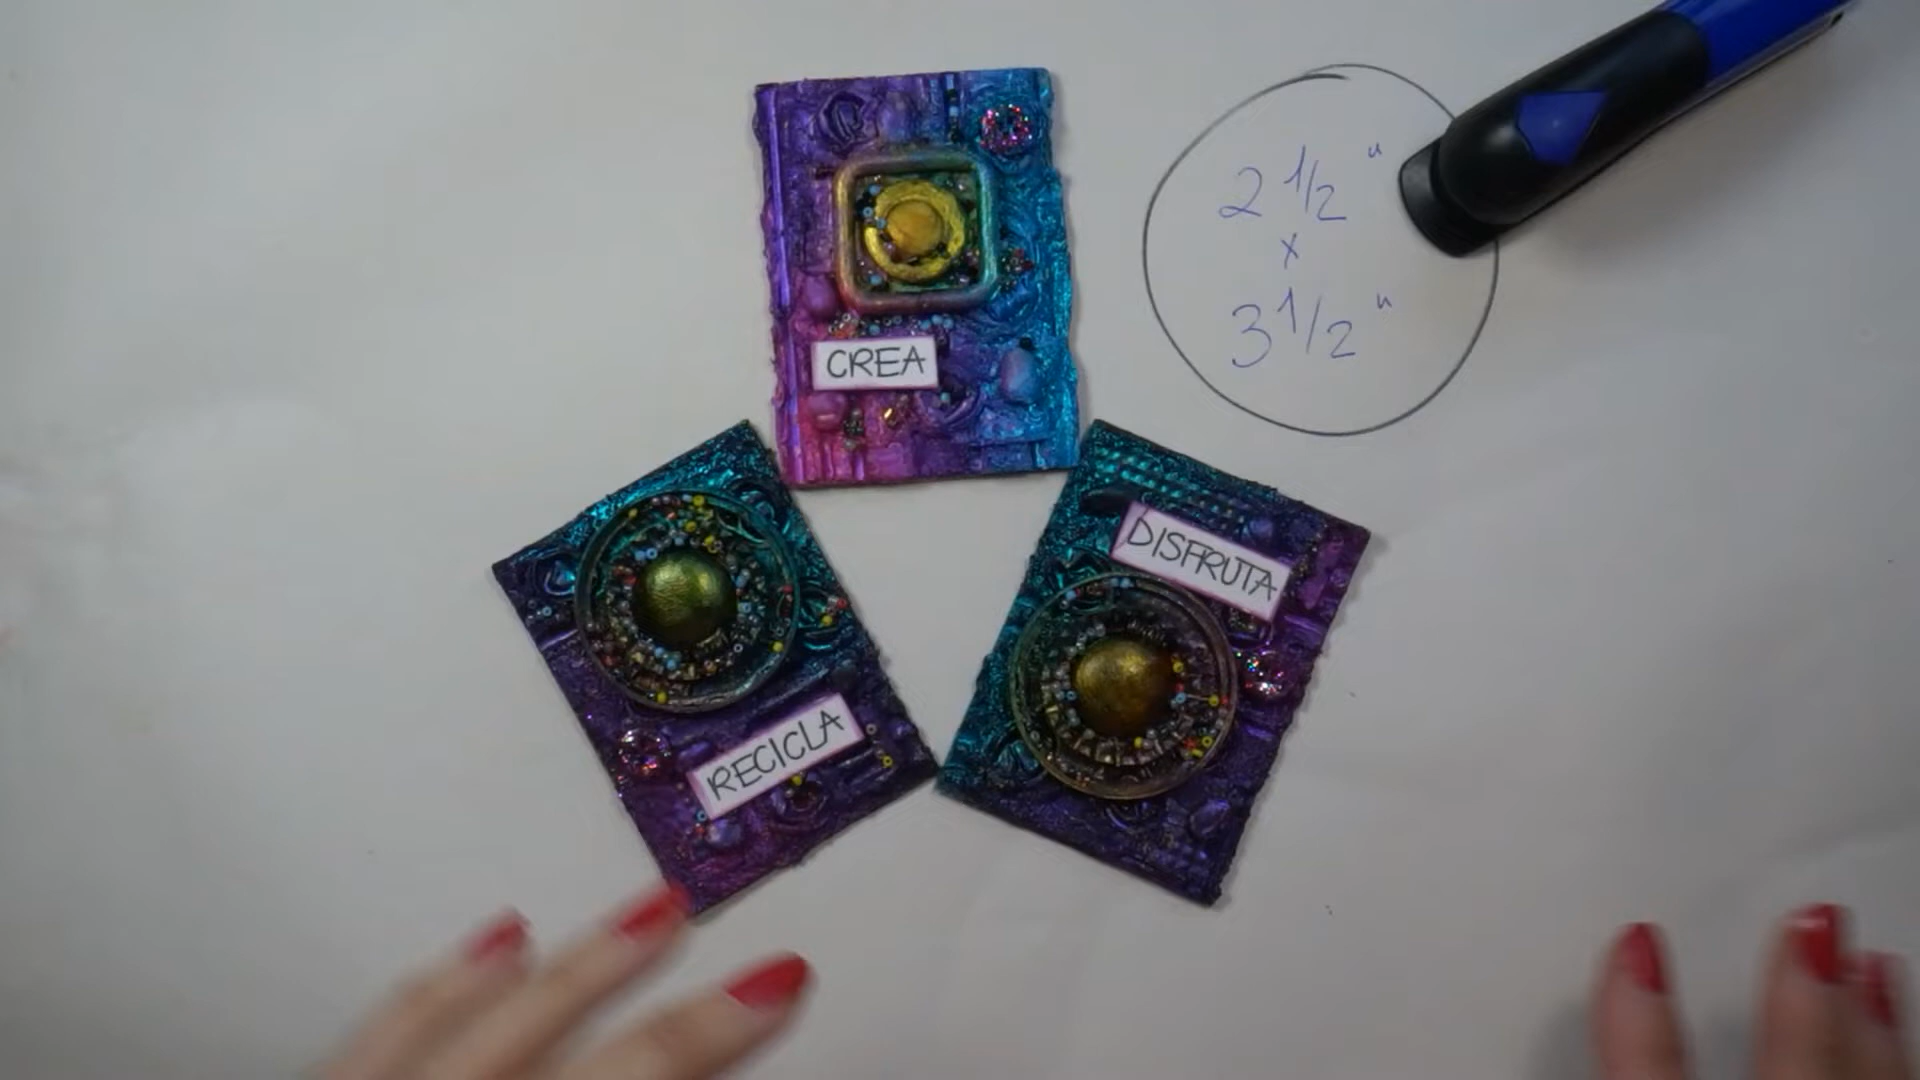 2 1/2 "
x
3 1/2 "
CREA
DISFRUTA
RECICLA